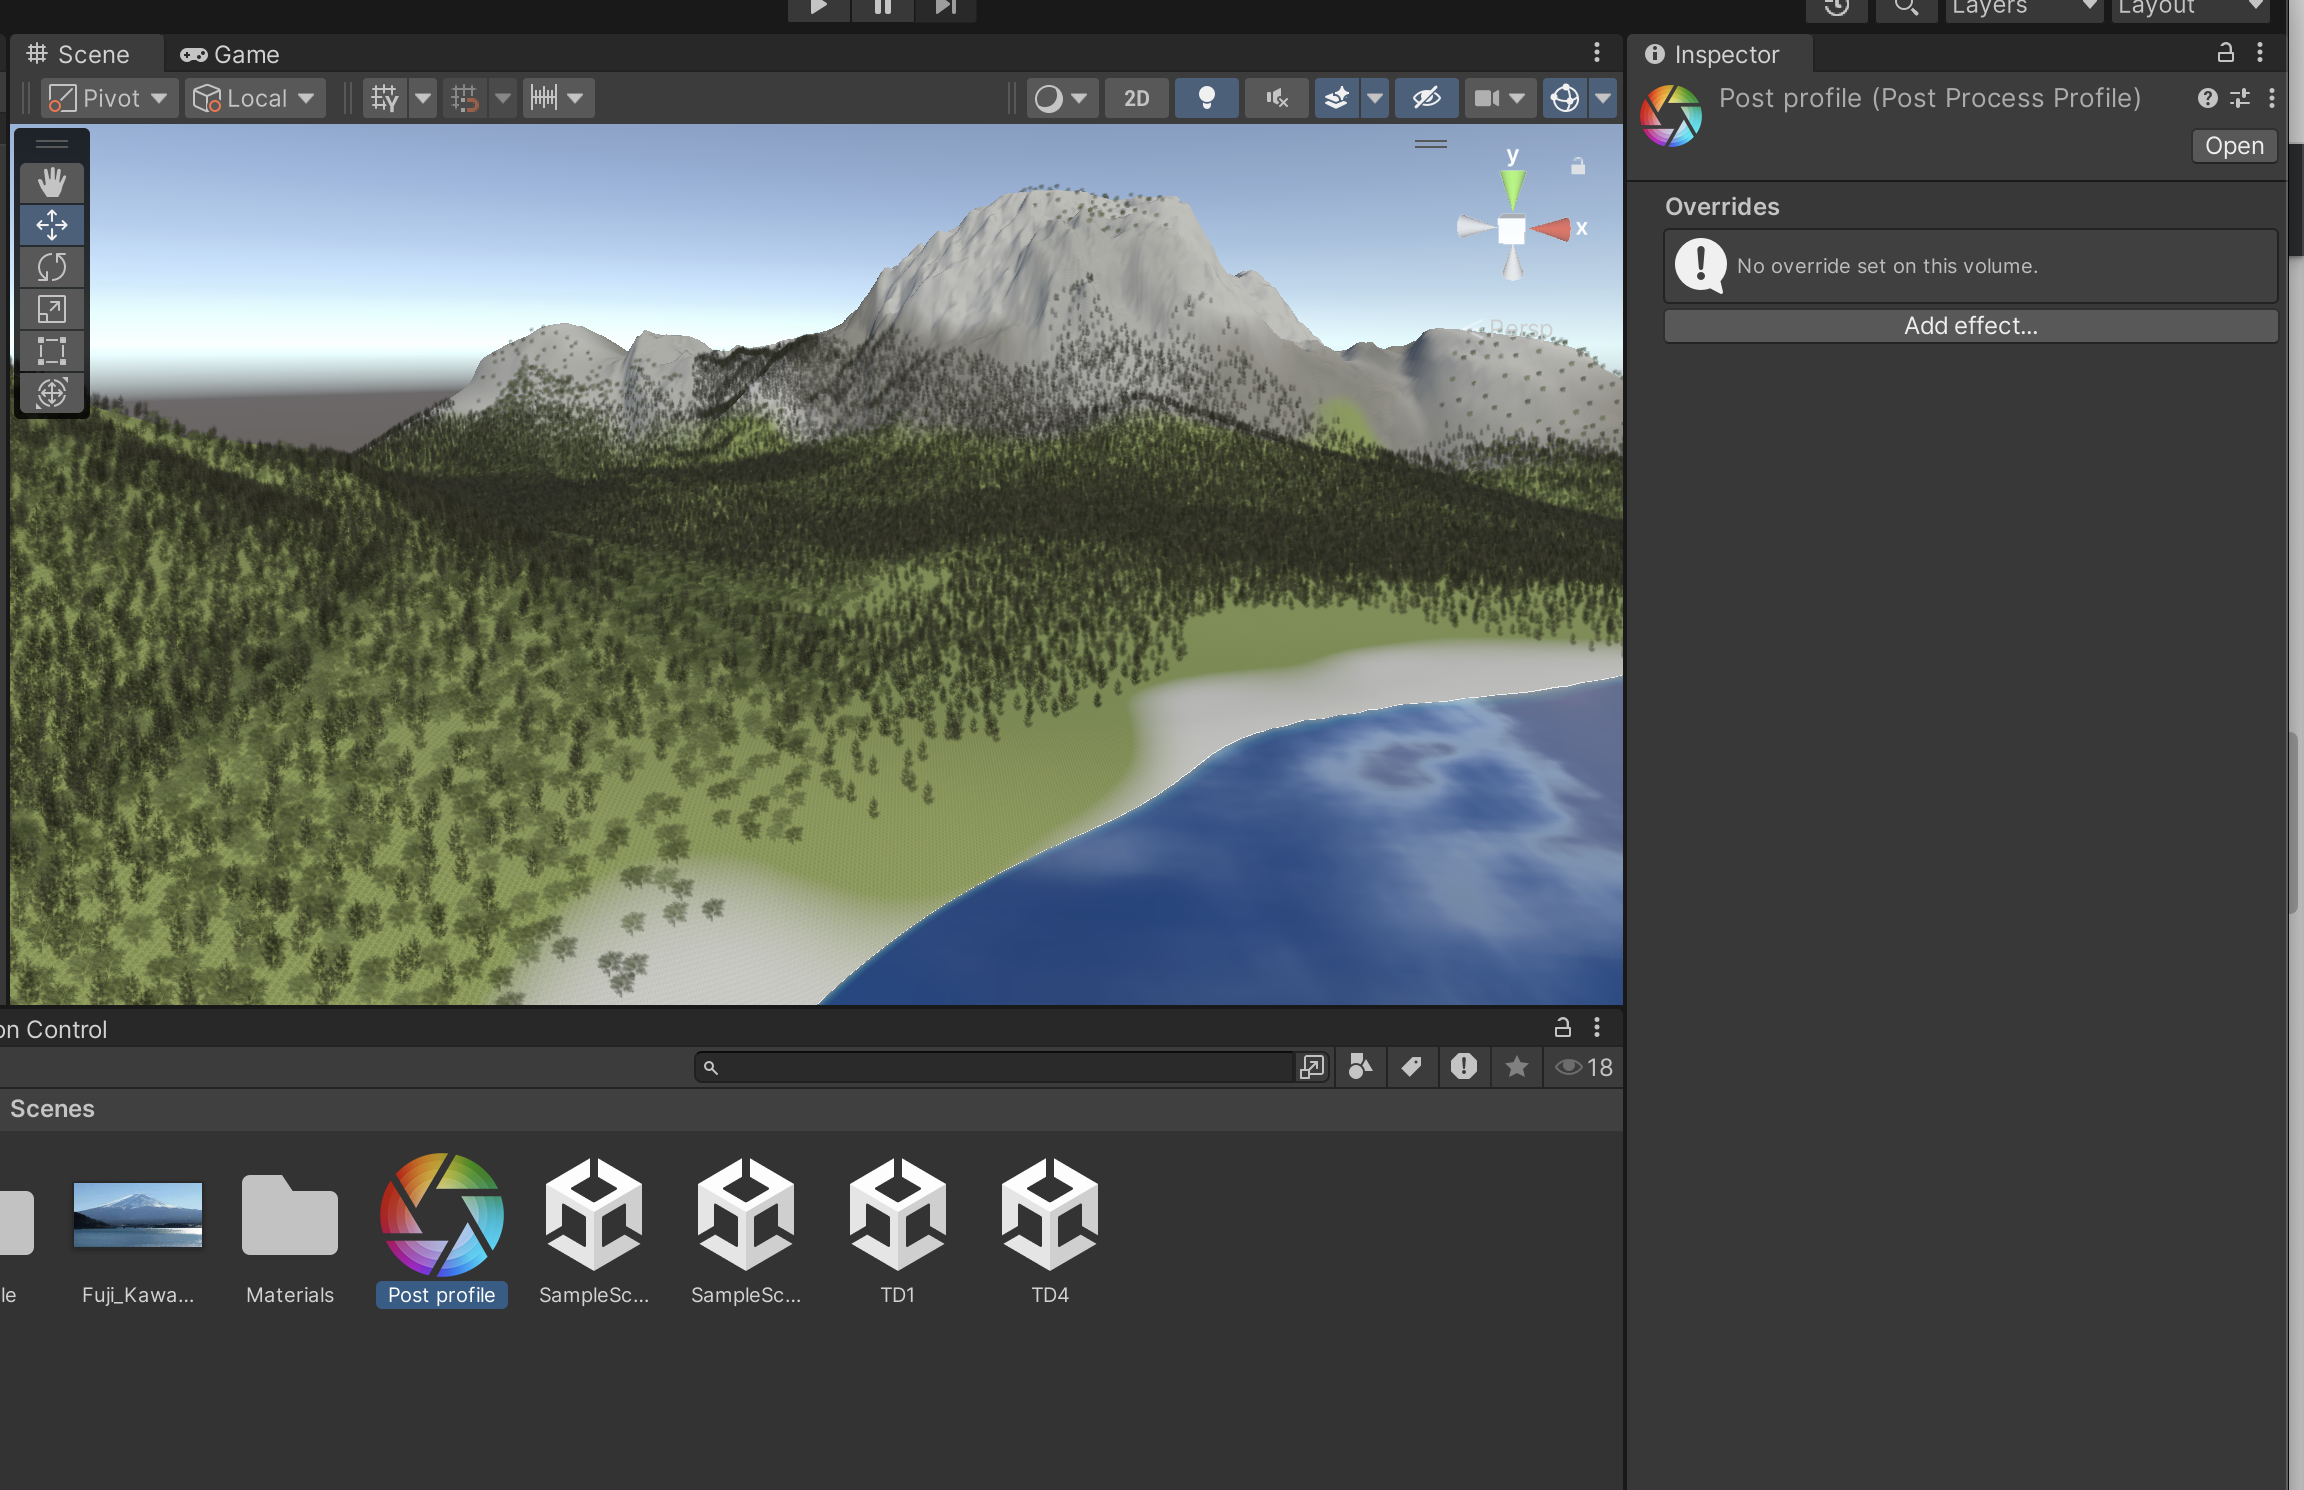 Layers
Layout
Scene
Game
Pivot
Local
Y
2D
y
x
Persp
Inspector
Post profile (Post Process Profile)
Open
Overrides
No override set on this volume.
Add effect...
on Control
18
Scenes
le
Fuji_Kawa...
Materials
Post profile
SampleSc...
SampleSc...
TD1
TD4